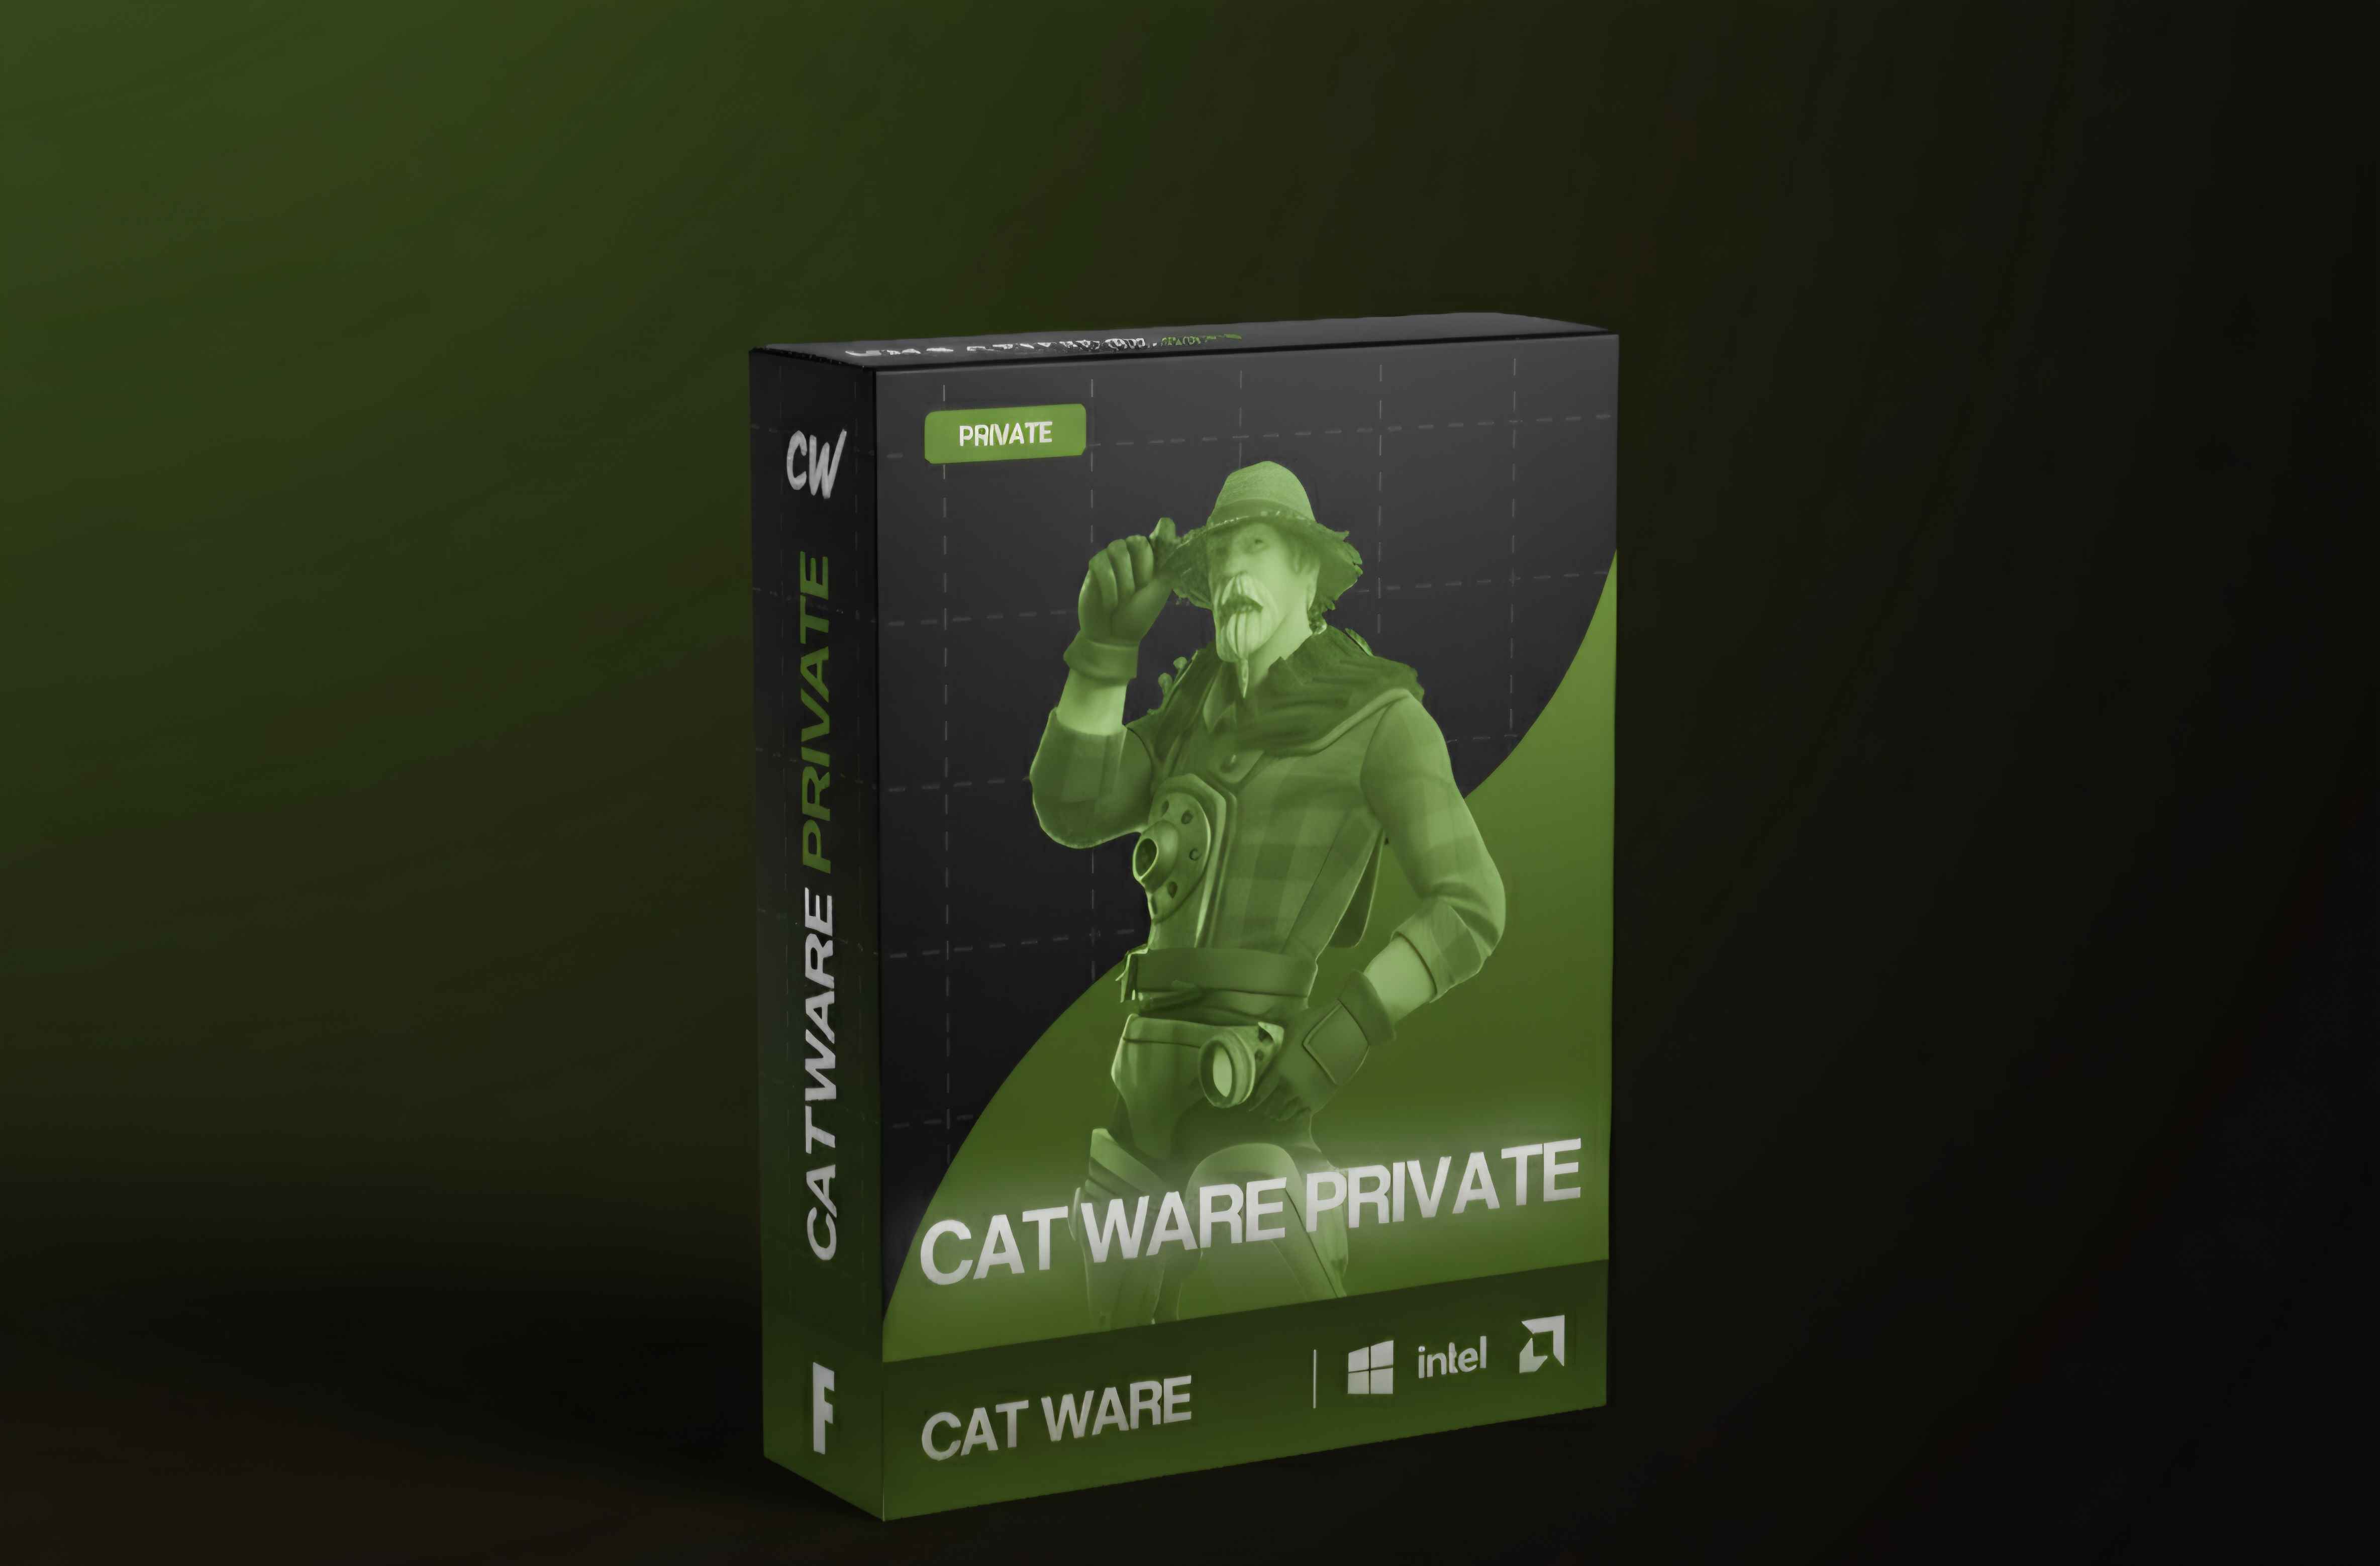 PRIVATE
CW
CATWARE PRIVATE
CAT WARE PRIVATE
F
CAT WARE
intel